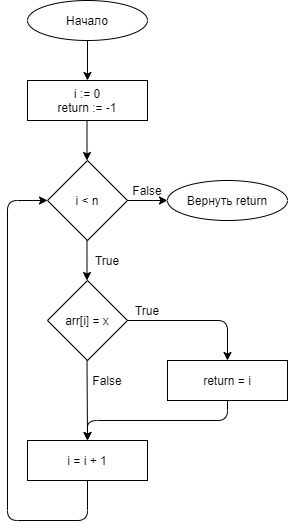 Начало
i := 0
return := -1
i < n
False
Вернуть return
True
arr[i] = x
True
False
return = i
i = i + 1